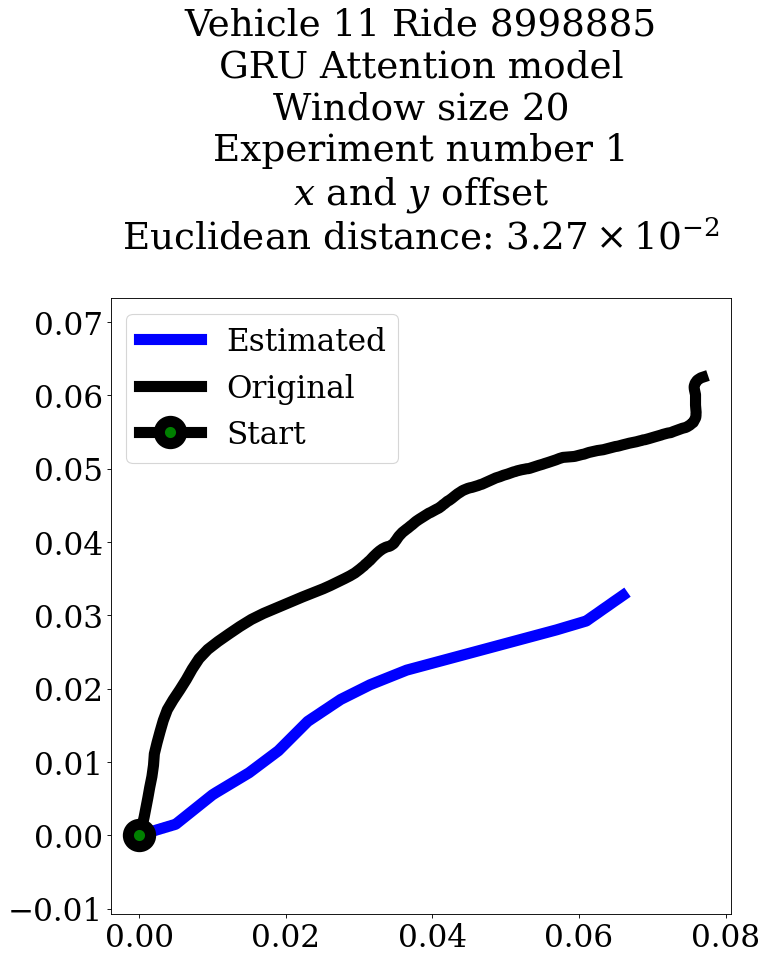 Vehicle 11 Ride 8998885
GRU Attention model
Window size 20
Experiment number 1
x and y offset
Euclidean distance: 3.27 × 10⁻²
Estimated
Original
Start
0.07
0.06
0.05
0.04
0.03
0.02
0.01
0.00
−0.01
0.00 0.02 0.04 0.06 0.08